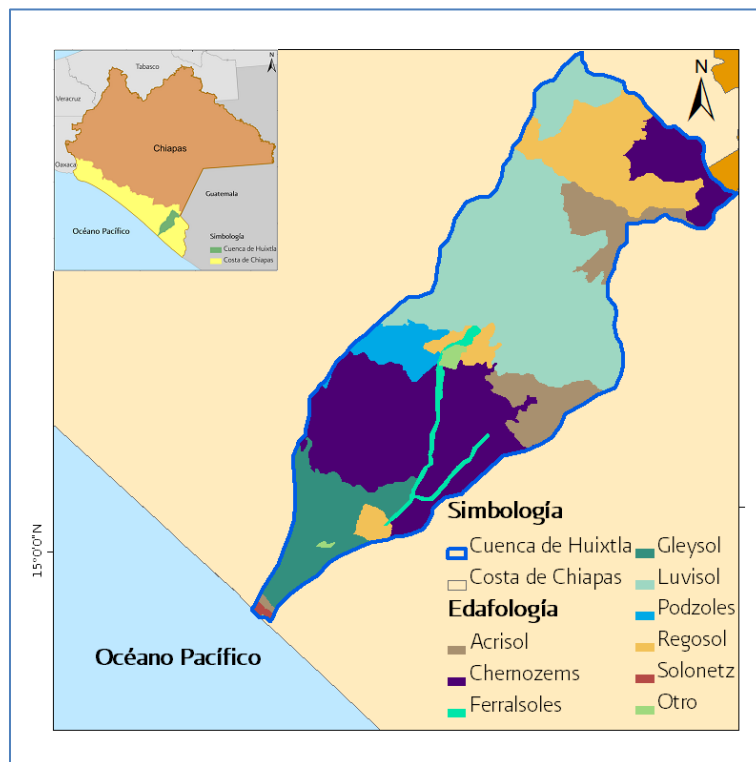 N
Tabasco
Veracruz
Oaxaca
Chiapas
Guatemala
Océano Pacífico
Simbología
Cuenca de Huixtla
Costa de Chiapas
N
15°0'0"N
Océano Pacífico
Simbología
Cuenca de Huixtla
Costa de Chiapas
Edafología
Acrisol
Chernozems
Ferralsoles
Gleysol
Luvisol
Podzoles
Regosol
Solonetz
Otro